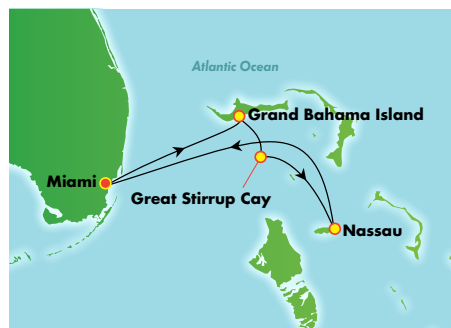 Atlantic Ocean
Grand Bahama Island
Miami
Great Stirrup Cay
Nassau